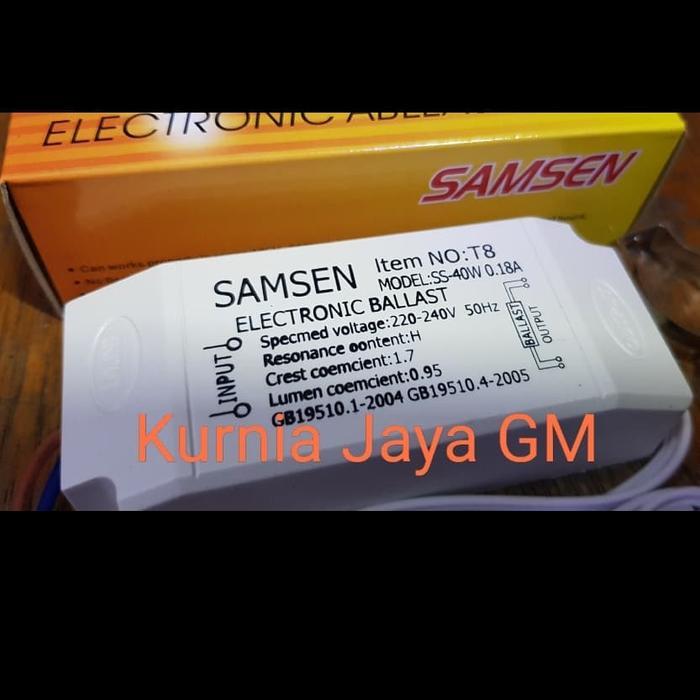 ELECTRONIC
SAMSEN
• Can works
SAMSEN
Item NO:T8
MODEL:SS-40W 0.18A
ELECTRONIC BALLAST
Specmed voltage:220-240V 50Hz
Resonance oontent:H
Crest coemcient:1.7
Lumen coemcient:0.95
GB19510.1-2004 GB19510.4-2005
INPUT
BALLAST
OUTPUT
Kurnia Jaya GM